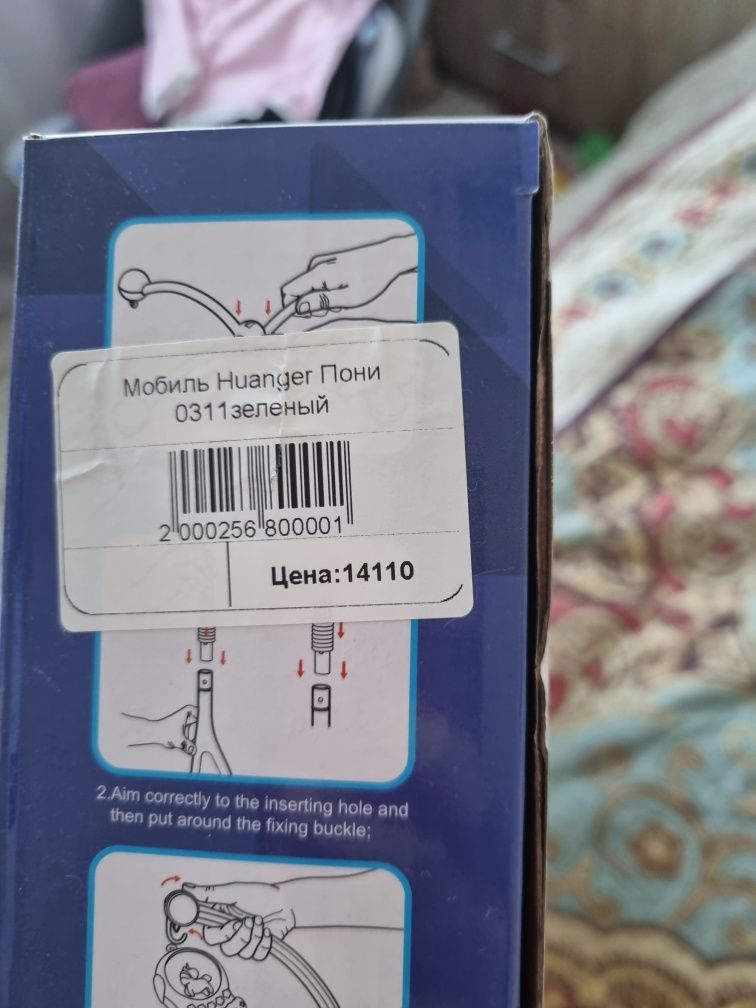 Мобиль Huanger Пони
0311зеленый
2 000256 800001
Цена:14110
2.Aim correctly to the inserting hole and
then put around the fixing buckle;